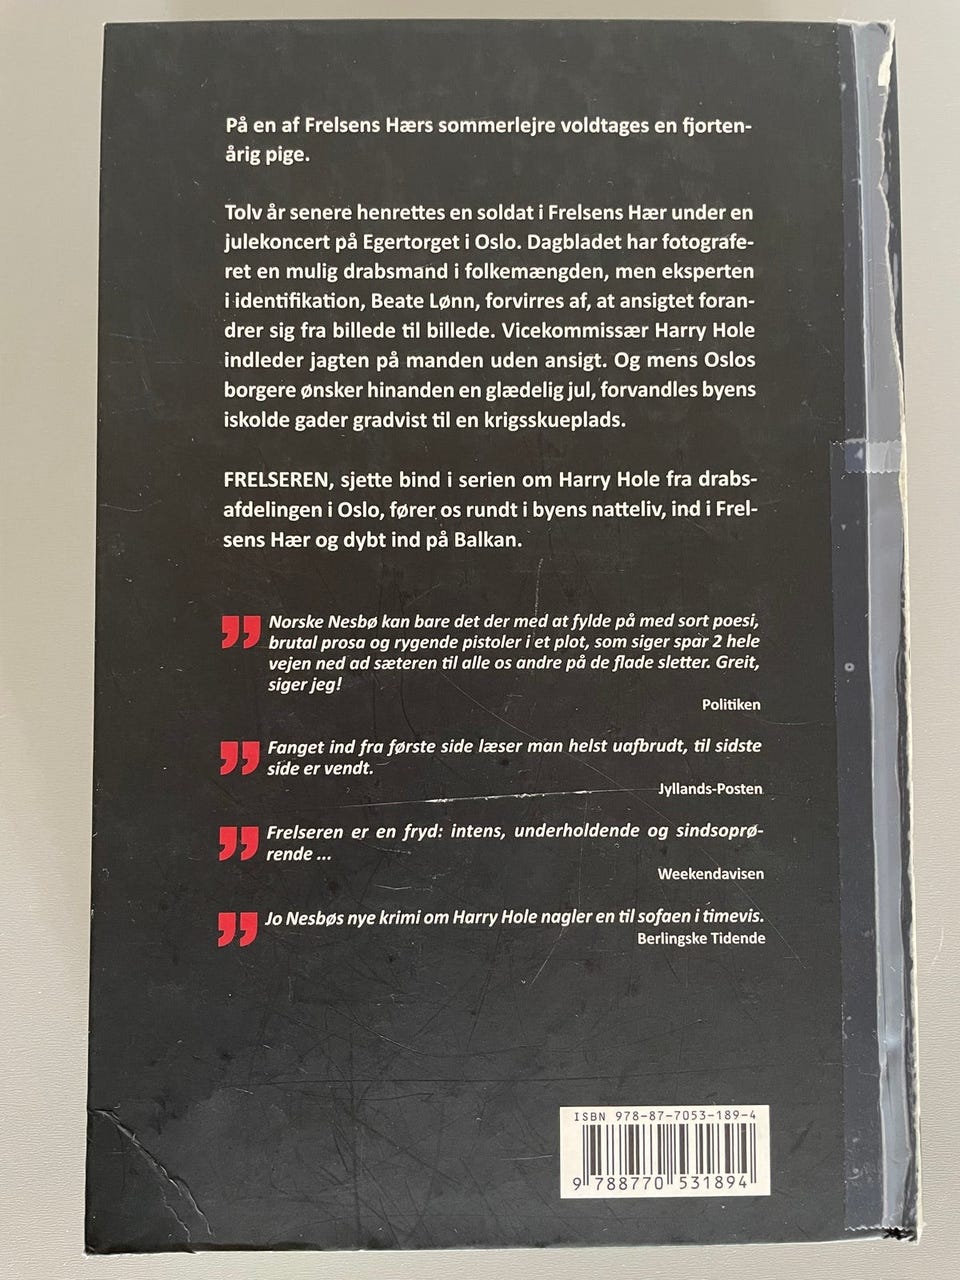 På en af Frelsens Hærs sommerlejre voldtages en fjorten-
årig pige.
Tolv år senere henrettes en soldat i Frelsens Hær under en
julekoncert på Egertorget i Oslo. Dagbladet har fotografe-
ret en mulig drabsmand i folkemængden, men eksperten
i identifikation, Beate Lønn, forvirres af, at ansigtet foran-
drer sig fra billede til billede. Vicekommissær Harry Hole
indleder jagten på manden uden ansigt. Og mens Oslos
borgere ønsker hinanden en glædelig jul, forvandles byens
iskolde gader gradvist til en krigsskueplads.
FRELSEREN, sjette bind i serien om Harry Hole fra drabs-
afdelingen i Oslo, fører os rundt i byens natteliv, ind i Frel-
sens Hær og dybt ind på Balkan.
Norske Nesbø kan bare det der med at fylde på med sort poesi,
brutal prosa og rygende pistoler i et plot, som siger spar 2 hele
vejen ned ad sæteren til alle os andre på de flade sletter. Greit,
siger jeg!
Politiken
Fanget ind fra første side læser man helst uafbrudt, til sidste
side er vendt.
Jyllands-Posten
Frelseren er en fryd: intens, underholdende og sindsoprø-
rende ...
Weekendavisen
Jo Nesbøs nye krimi om Harry Hole nagler en til sofaen i timevis.
Berlingske Tidende
ISBN 978-87-7053-189-4
9 788770 531894